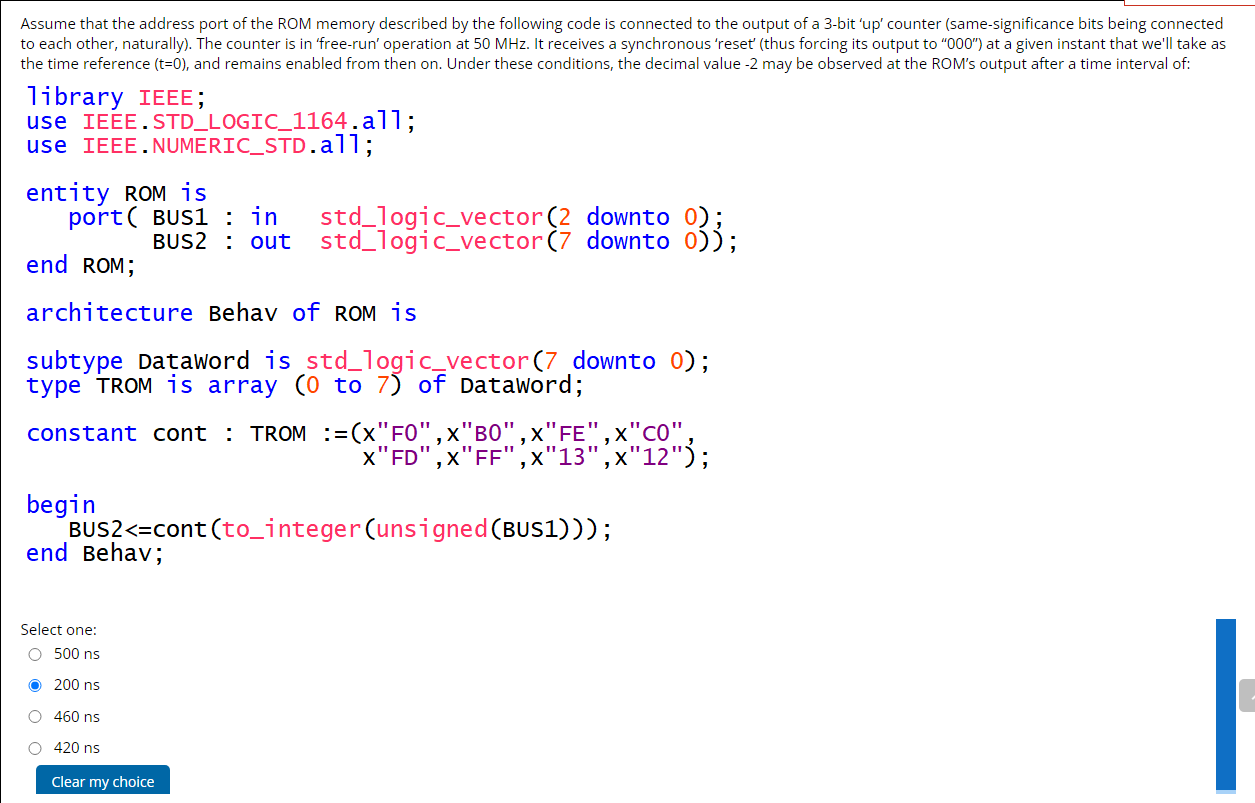 Assume that the address port of the ROM memory described by the following code is connected to the output of a 3-bit ‘up’ counter (same-significance bits being connected
to each other, naturally). The counter is in ‘free-run’ operation at 50 MHz. It receives a synchronous ‘reset’ (thus forcing its output to “000”) at a given instant that we'll take as
the time reference (t=0), and remains enabled from then on. Under these conditions, the decimal value -2 may be observed at the ROM’s output after a time interval of:
library IEEE;
use IEEE.STD_LOGIC_1164.all;
use IEEE.NUMERIC_STD.all;
entity ROM is
port( BUS1 : in std_logic_vector(2 downto 0);
BUS2 : out std_logic_vector(7 downto 0));
end ROM;
architecture Behav of ROM is
subtype DataWord is std_logic_vector(7 downto 0);
type TROM is array (0 to 7) of DataWord;
constant cont : TROM :=(x"F0",x"B0",x"FE",x"C0",
x"FD",x"FF",x"13",x"12");
begin
BUS2<=cont(to_integer(unsigned(BUS1)));
end Behav;
Select one:
500 ns
200 ns
460 ns
420 ns
Clear my choice